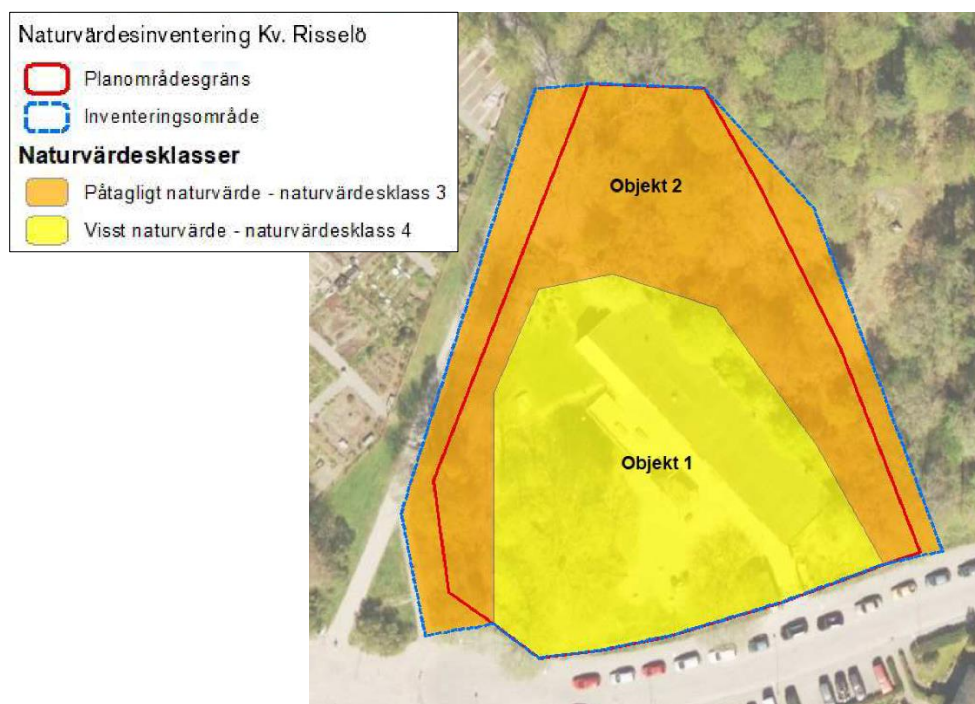 Naturvärdesinventering Kv. Risselö
Planområdesgräns
Inventeringsområde
Naturvärdesklasser
Påtagligt naturvärde - naturvärdesklass 3
Visst naturvärde - naturvärdesklass 4
Objekt 2
Objekt 1